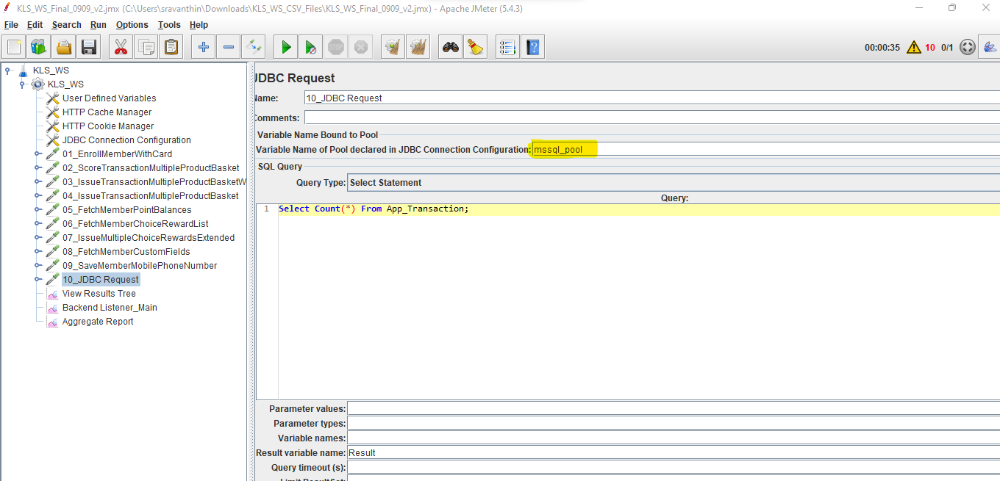 KLS_WS_Final_0909_v2.jmx (C:\Users\sravanthin\Downloads\KLS_WS_CSV_Files\KLS_WS_Final_0909_v2.jmx) - Apache JMeter (5.4.3)
File Edit Search Run Options Tools Help
STOP 00:00:35 10 0/1
KLS_WS
KLS_WS
User Defined Variables
HTTP Cache Manager
HTTP Cookie Manager
JDBC Connection Configuration
01_EnrollMemberWithCard
02_ScoreTransactionMultipleProductBasket
03_IssueTransactionMultipleProductBasketW
04_IssueTransactionMultipleProductBasket
05_FetchMemberPointBalances
06_FetchMemberChoiceRewardList
07_IssueMultipleChoiceRewardsExtended
08_FetchMemberCustomFields
09_SaveMemberMobilePhoneNumber
10_JDBC Request
View Results Tree
Backend Listener_Main
Aggregate Report
JDBC Request
Name: 10_JDBC Request
Comments:
Variable Name Bound to Pool
Variable Name of Pool declared in JDBC Connection Configuration: mssql_pool
SQL Query
Query Type: Select Statement
Query:
1 Select Count(*) From App_Transaction;
Parameter values:
Parameter types:
Variable names:
Result variable name: Result
Query timeout (s):
Limit ResultSet: